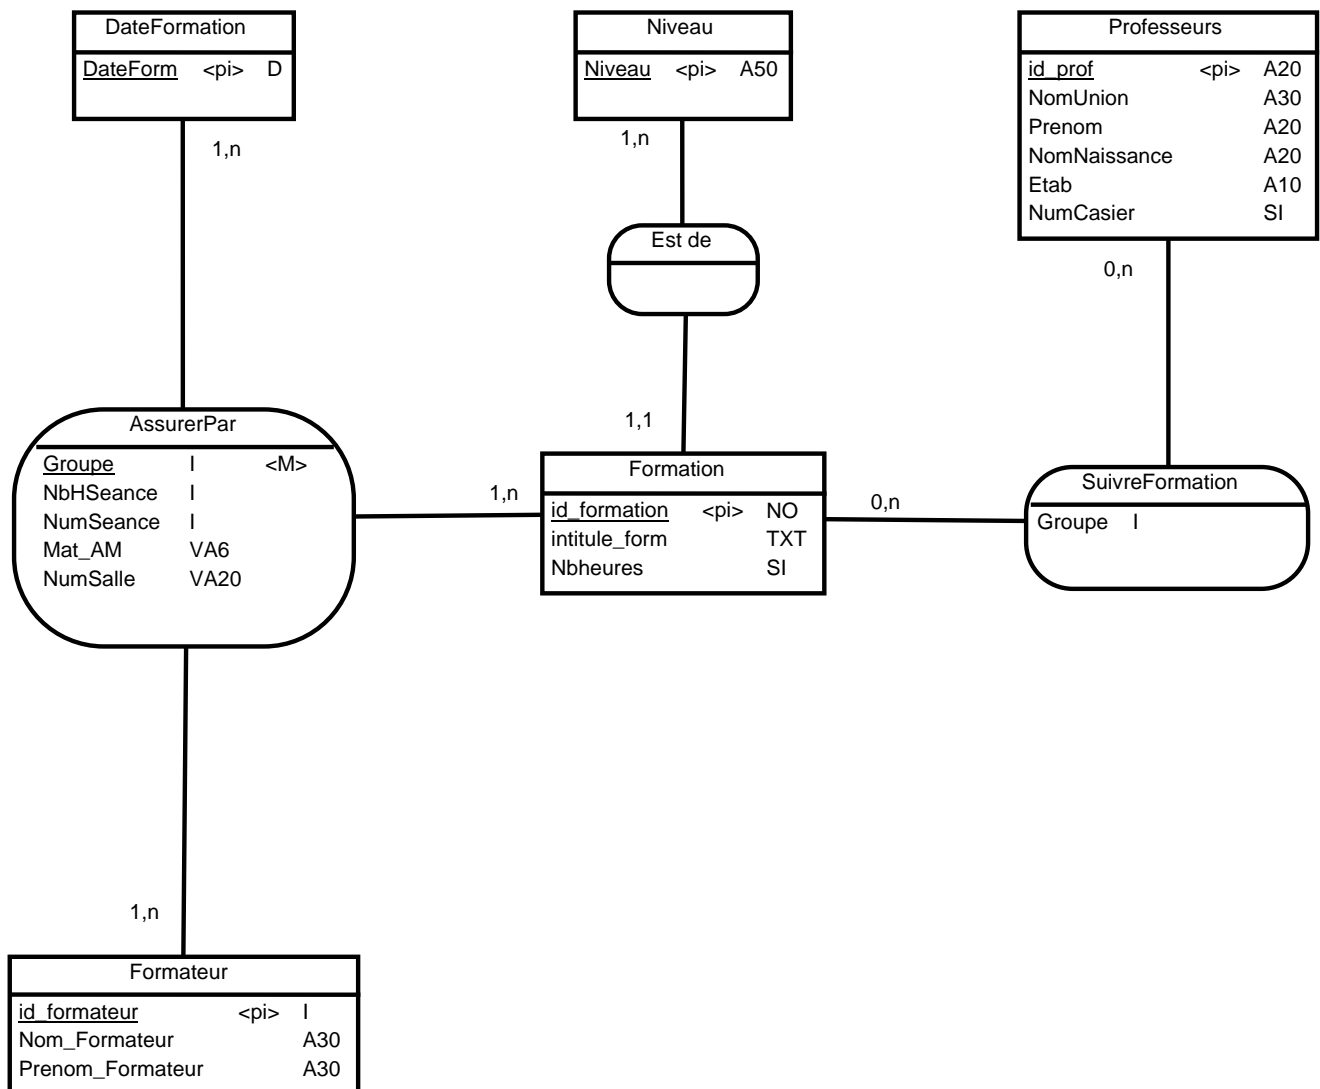 DateFormation
DateForm <pi> D
1,n
Niveau
Niveau <pi> A50
1,n
Professeurs
id_prof <pi> A20
NomUnion A30
Prenom A20
NomNaissance A20
Etab A10
NumCasier SI
0,n
Est de
1,1
AssurerPar
Groupe I <M>
NbHSeance I
NumSeance I
Mat_AM VA6
NumSalle VA20
1,n
Formation
id_formation <pi> NO
intitule_form TXT
Nbheures SI
0,n
SuivreFormation
Groupe I
1,n
Formateur
id_formateur <pi> I
Nom_Formateur A30
Prenom_Formateur A30